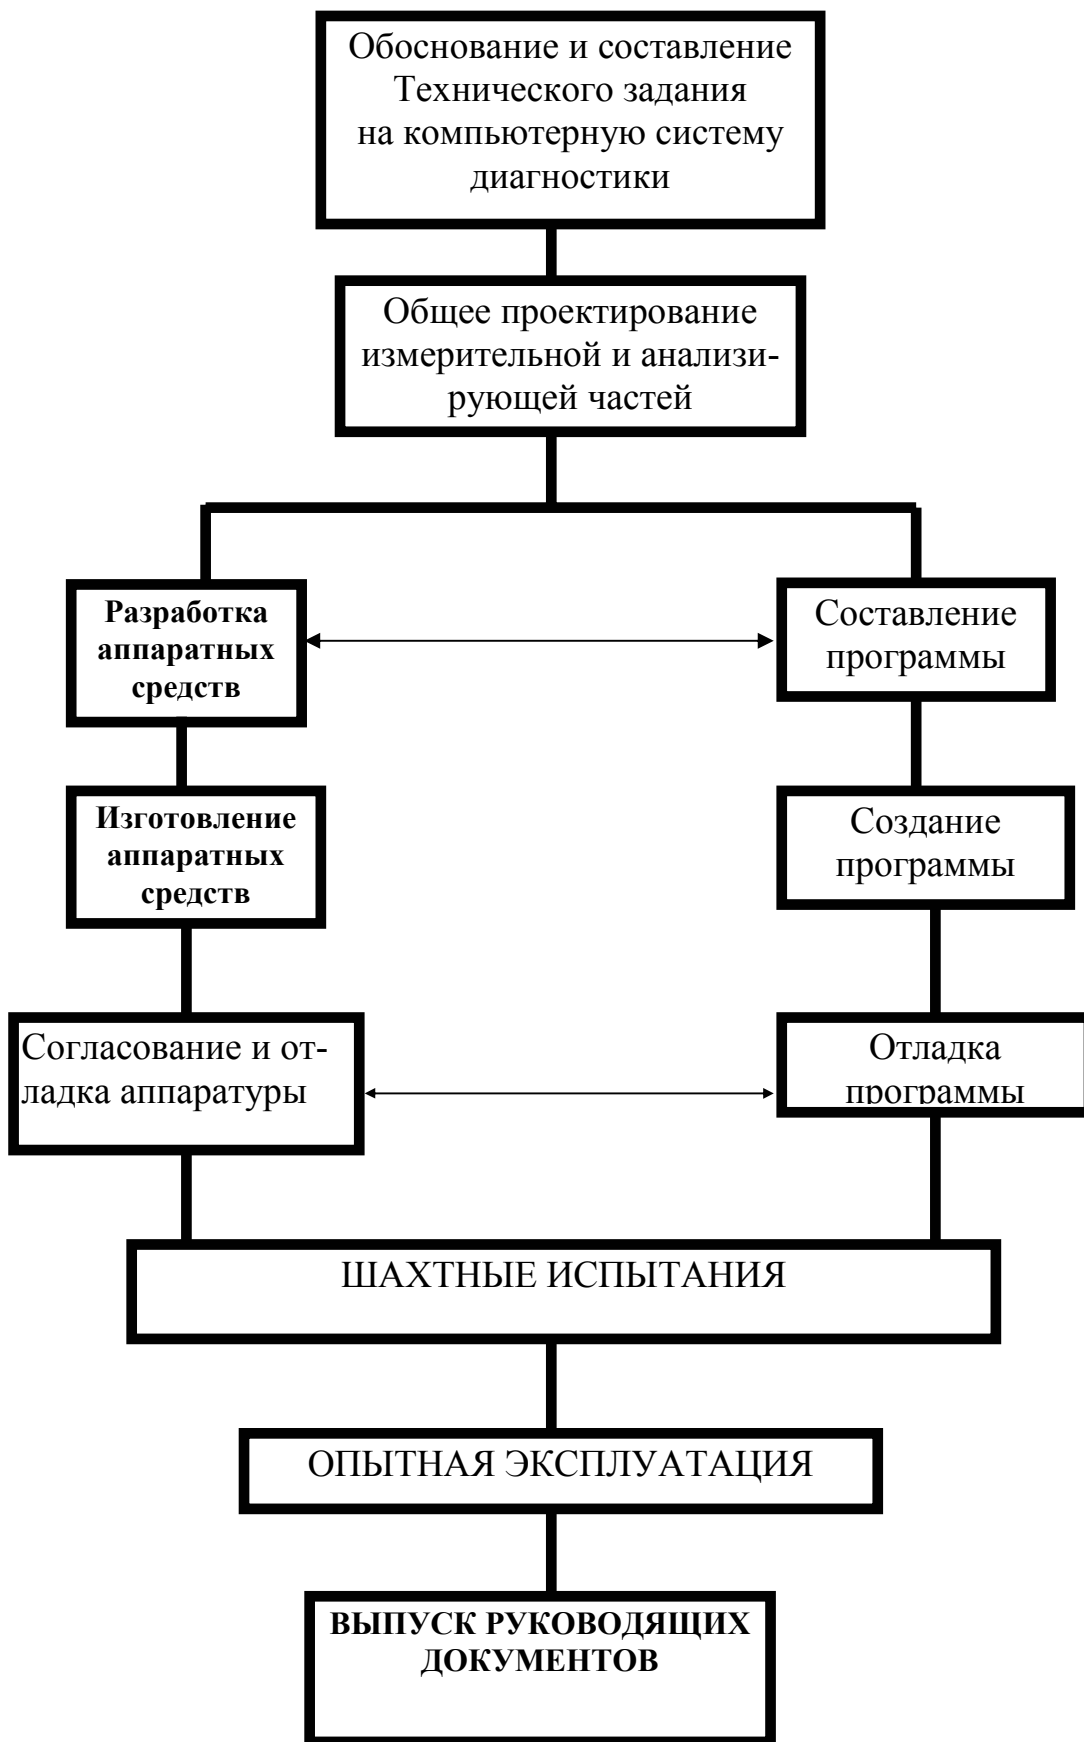 Обоснование и составление
Технического задания
на компьютерную систему
диагностики
Общее проектирование
измерительной и анализи-
рующей частей
Разработка
аппаратных
средств
Составление
программы
Изготовление
аппаратных
средств
Создание
программы
Согласование и от-
ладка аппаратуры
Отладка
программы
ШАХТНЫЕ ИСПЫТАНИЯ
ОПЫТНАЯ ЭКСПЛУАТАЦИЯ
ВЫПУСК РУКОВОДЯЩИХ
ДОКУМЕНТОВ